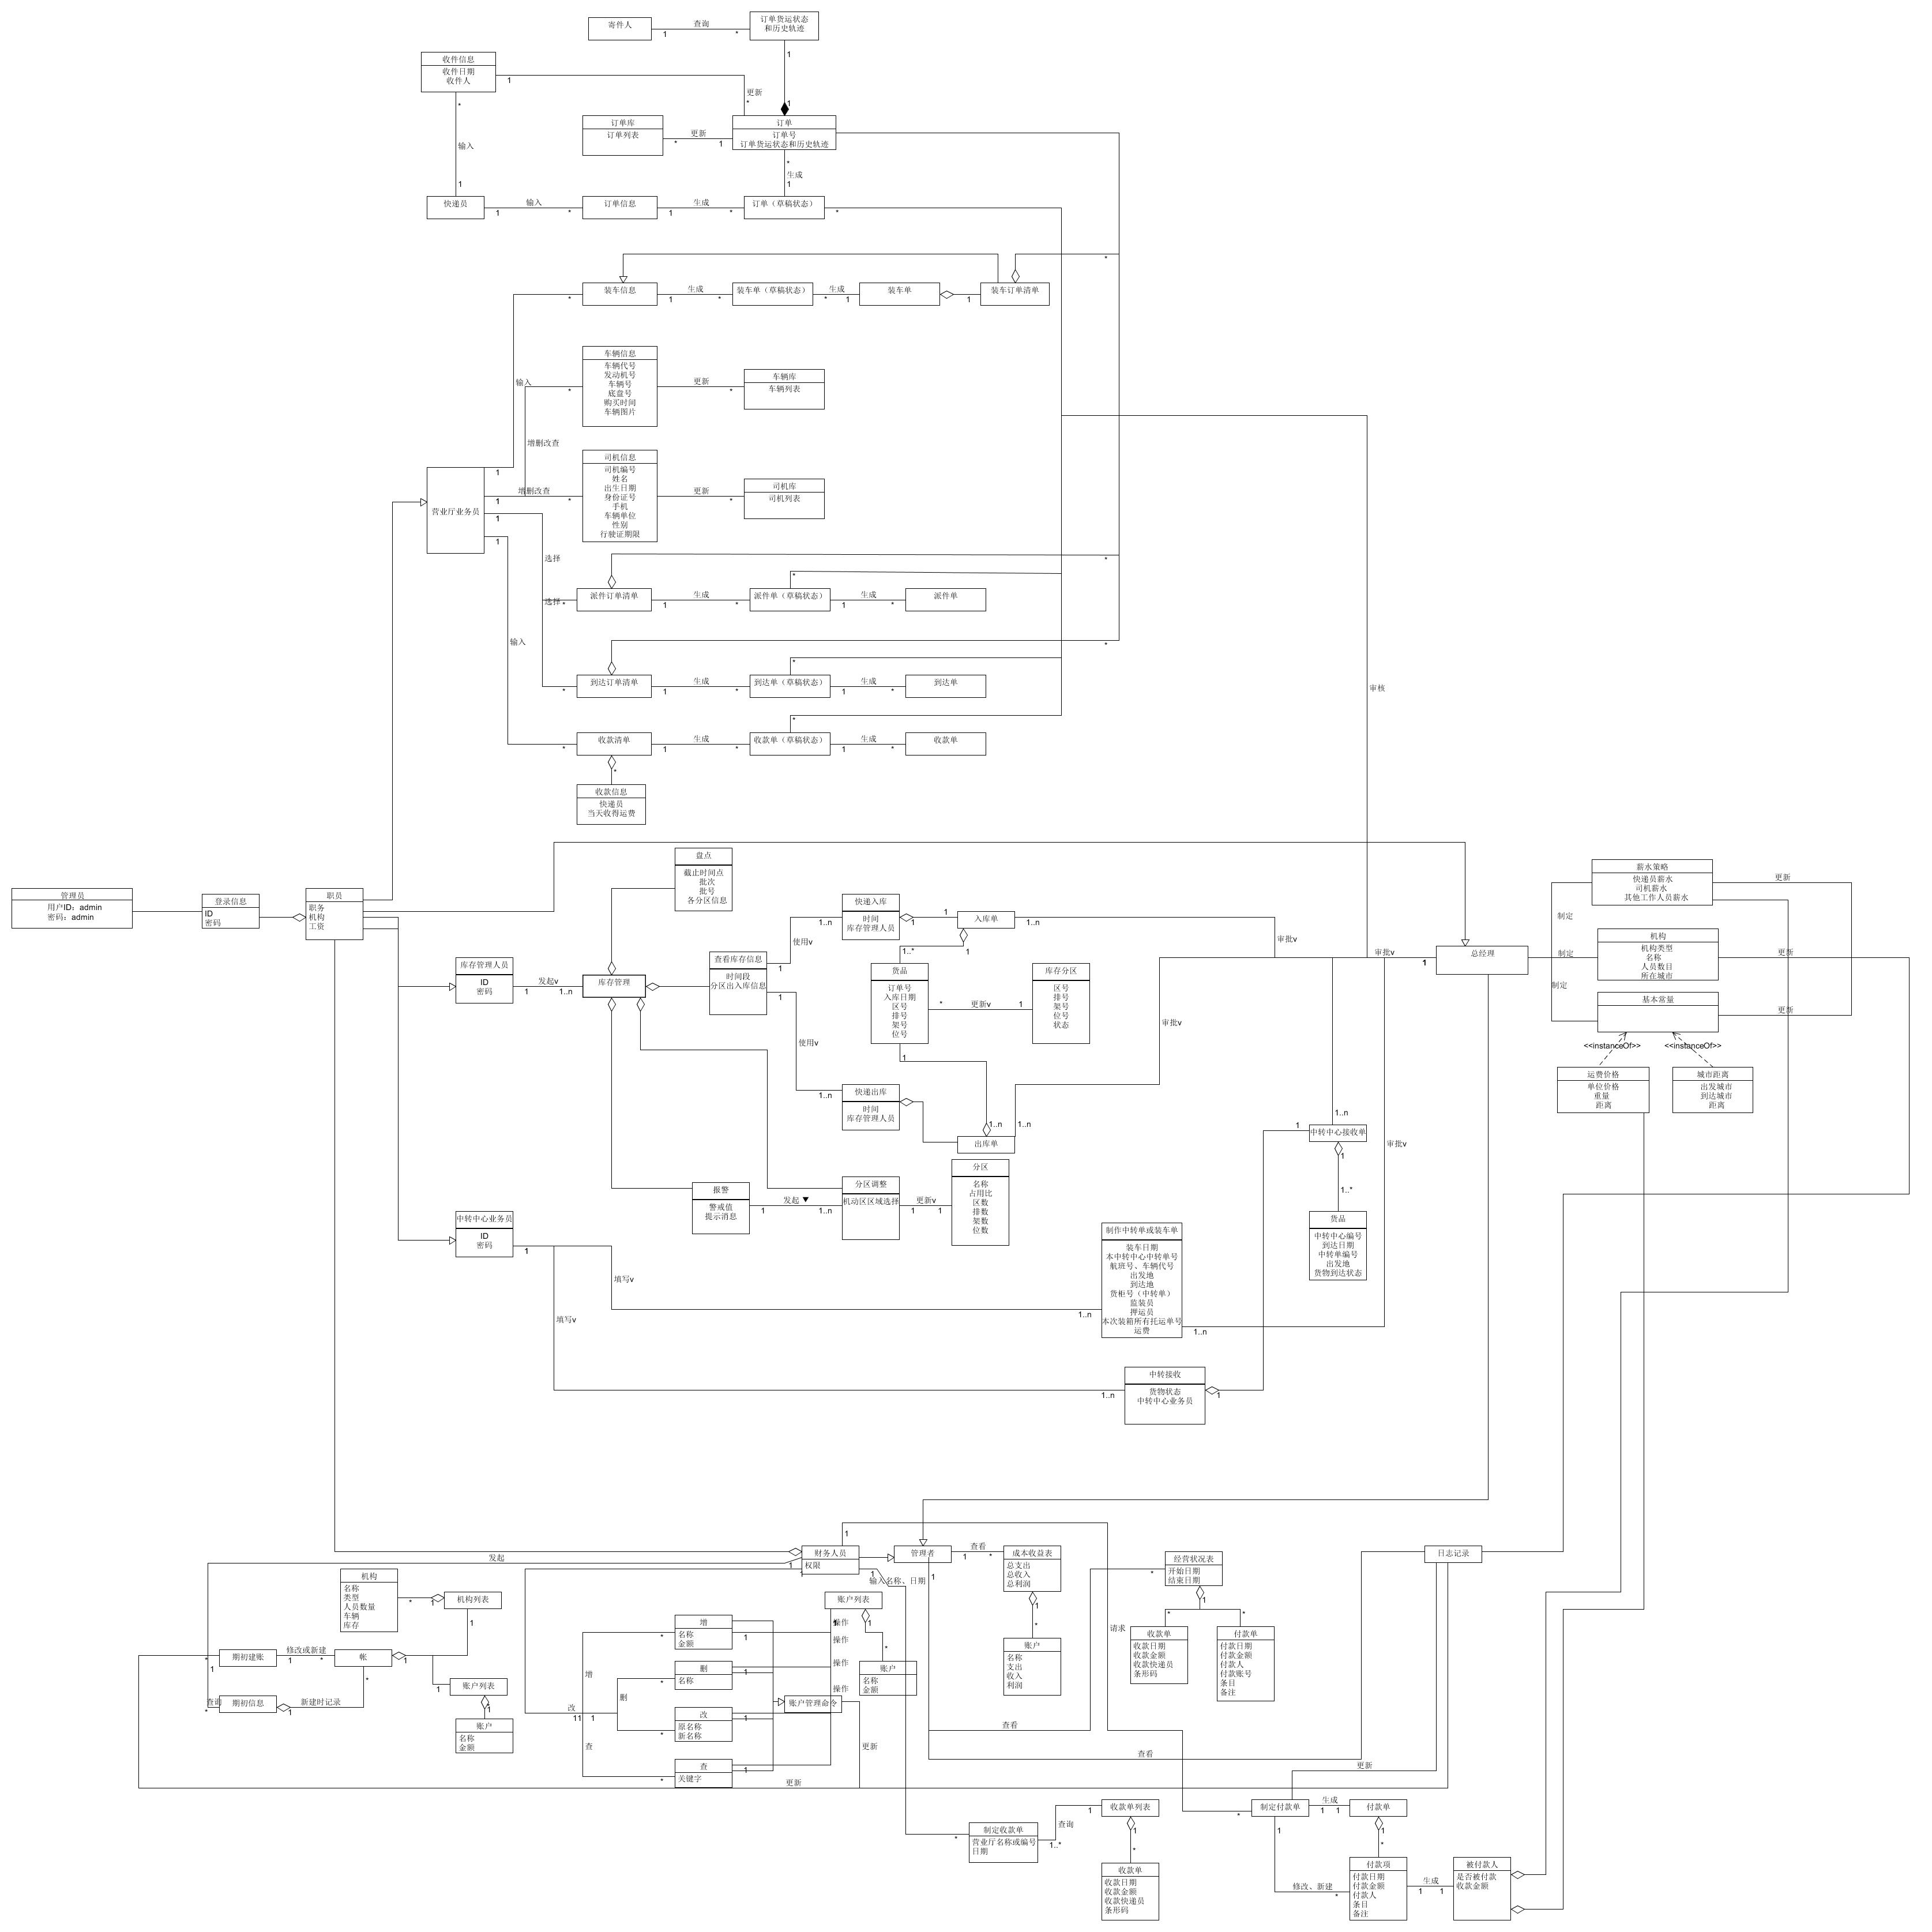 寄件人
查询
1
*
订单货运状态
和历史轨迹
1
收件信息
收件日期
收件人
1
更新
*
1
*
输入
1
订单库
订单列表
更新
*
1
订单
订单号
订单货运状态和历史轨迹
*
生成
1
快递员
输入
1
*
订单信息
生成
1
*
订单（草稿状态）
*
*
装车信息
*
生成
1
*
装车单（草稿状态）
生成
*
1
装车单
1
装车订单清单
车辆信息
车辆代号
发动机号
车辆号
底盘号
购买时间
车辆图片
输入
*
更新
*
车辆库
车辆列表
增删改查
司机信息
司机编号
姓名
出生日期
身份证号
手机
车辆单位
性别
行驶证期限
营业厅业务员
1
增删改查
1
*
1
1
更新
*
司机库
司机列表
选择
*
选择
*
派件订单清单
生成
1
*
*
派件单（草稿状态）
生成
1
*
派件单
输入
*
到达订单清单
*
生成
1
*
*
到达单（草稿状态）
生成
1
*
到达单
审核
收款清单
*
生成
1
*
*
收款单（草稿状态）
生成
1
*
收款单
*
收款信息
快递员
当天收得运费
管理员
用户ID：admin
密码：admin
登录信息
ID
密码
职员
职务
机构
工资
盘点
截止时间点
批次
批号
各分区信息
库存管理人员
ID
密码
发起v
1
1..n
库存管理
查看库存信息
时间段
分区出入库信息
使用v
1
1..n
快递入库
时间
库存管理人员
1
1
入库单
1..n
1
1..*
货品
订单号
入库日期
区号
排号
架号
位号
*
更新v
1
库存分区
区号
排号
架号
位号
状态
1
使用v
1..n
快递出库
时间
库存管理人员
1
1..n
出库单
1..n
审批v
审批v
审批v
1
总经理
薪水策略
快递员薪水
司机薪水
其他工作人员薪水
更新
制定
机构
机构类型
名称
人员数日
所在城市
制定
更新
制定
基本常量
更新
<<instanceOf>>
<<instanceOf>>
运费价格
单位价格
重量
距离
城市距离
出发城市
到达城市
距离
报警
警戒值
提示消息
发起 ▼
1
1..n
分区调整
机动区区域选择
更新v
1
1
分区
名称
占用比
区数
排数
架数
位数
1..n
1
中转中心接收单
1
审批v
1..*
货品
中转中心编号
到达日期
中转单编号
出发地
货物到达状态
中转中心业务员
ID
密码
1
填写v
1..n
制作中转单或装车单
装车日期
本中转中心中转单号
航班号、车辆代号
出发地
到达地
货柜号（中转单）
监装员
押运员
本次装箱所有托运单号
运费
1..n
填写v
1..n
中转接收
货物状态
中转中心业务员
1
发起
1
1
1
1
财务人员
权限
输入名称、日期
管理者
1
查看
1
*
成本收益表
总支出
总收入
总利润
1
*
账户
名称
支出
收入
利润
*
经营状况表
开始日期
结束日期
1
*
*
收款单
收款日期
收款金额
收款快递员
条形码
付款单
付款日期
付款金额
付款人
付款账号
条目
备注
日志记录
请求
机构
名称
类型
人员数量
车辆
库存
*
1
机构列表
1
*
1
期初建账
修改或新建
1
*
帐
1
*
查询
*
期初信息
1
新建时记录
1
账户列表
1
账户
名称
金额
增
名称
金额
*
1
操作
操作
1
账户列表
1
*
账户
名称
金额
增
删
名称
*
1
操作
操作
删
改
11
1
改
原名称
新名称
*
1
账户管理命令
查
*
查
关键字
1
更新
更新
查看
查看
更新
*
制定收款单
营业厅名称或编号
日期
1..*
查询
1
收款单列表
1
*
收款单
收款日期
收款金额
收款快递员
条形码
*
制定付款单
1
生成
1
1
付款单
1
*
修改、新建
*
付款项
付款日期
付款金额
付款人
条目
备注
生成
1
1
被付款人
是否被付款
收款金额